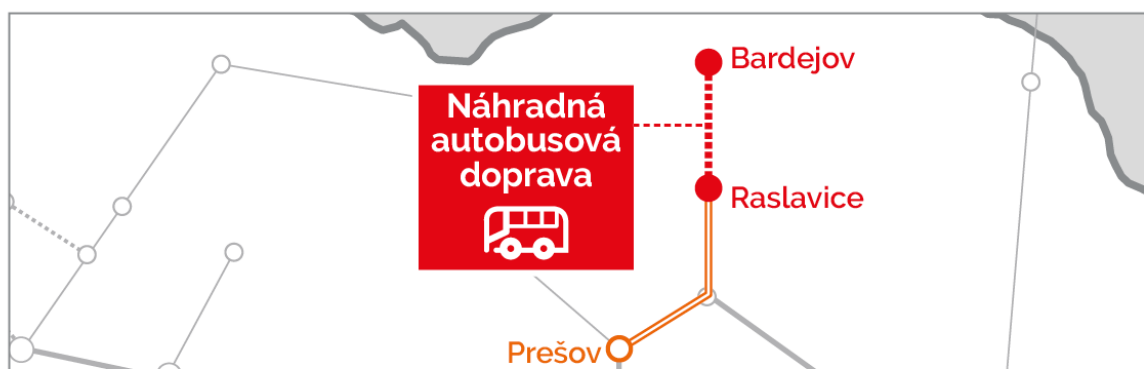 Bardejov
Náhradná
autobusová
doprava
Raslavice
Prešov